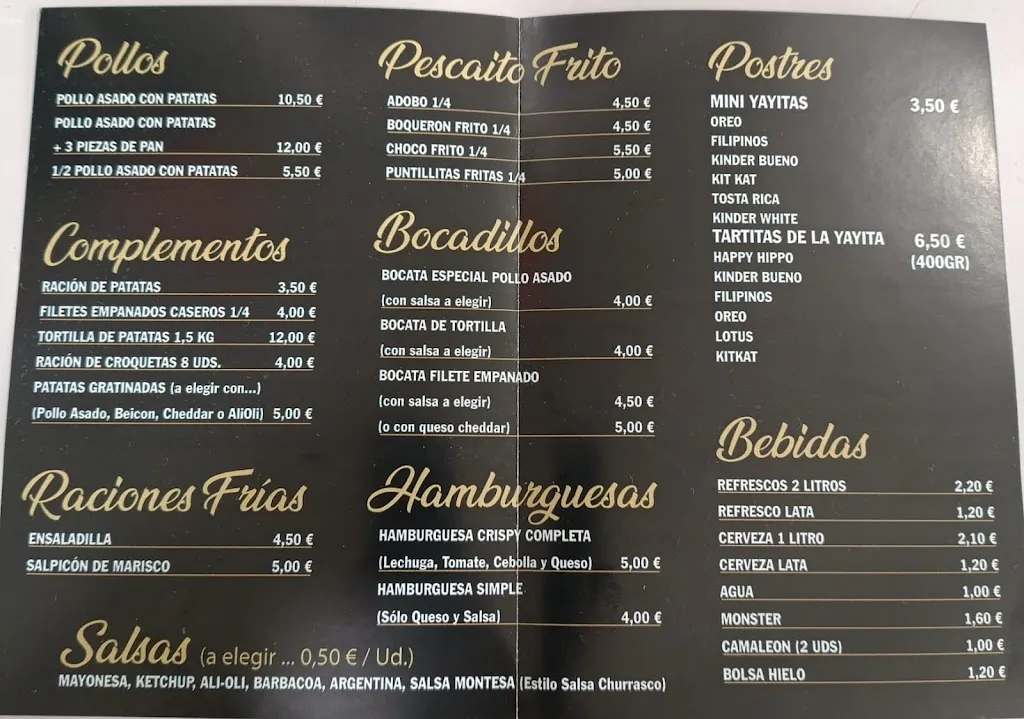 Pollos
POLLO ASADO CON PATATAS 10,50 €
POLLO ASADO CON PATATAS
+ 3 PIEZAS DE PAN 12,00 €
1/2 POLLO ASADO CON PATATAS 5,50 €
Complementos
RACIÓN DE PATATAS 3,50 €
FILETES EMPANADOS CASEROS 1/4 4,00 €
TORTILLA DE PATATAS 1,5 KG 12,00 €
RACIÓN DE CROQUETAS 8 UDS. 4,00 €
PATATAS GRATINADAS (a elegir con...)
(Pollo Asado, Beicon, Cheddar o AliOli) 5,00 €
Raciones Frías
ENSALADILLA 4,50 €
SALPICÓN DE MARISCO 5,00 €
Pescaito Frito
ADOBO 1/4 4,50 €
BOQUERON FRITO 1/4 4,50 €
CHOCO FRITO 1/4 5,50 €
PUNTILLITAS FRITAS 1/4 5,00 €
Bocadillos
BOCATA ESPECIAL POLLO ASADO
(con salsa a elegir) 4,00 €
BOCATA DE TORTILLA
(con salsa a elegir) 4,00 €
BOCATA FILETE EMPANADO
(con salsa a elegir) 4,50 €
(o con queso cheddar) 5,00 €
Hamburguesas
HAMBURGUESA CRISPY COMPLETA
(Lechuga, Tomate, Cebolla y Queso) 5,00 €
HAMBURGUESA SIMPLE
(Sólo Queso y Salsa) 4,00 €
Salsas (a elegir ... 0,50 € / Ud.)
MAYONESA, KETCHUP, ALI-OLI, BARBACOA, ARGENTINA, SALSA MONTESA (Estilo Salsa Churrasco)
Postres
MINI YAYITAS 3,50 €
OREO
FILIPINOS
KINDER BUENO
KIT KAT
TOSTA RICA
KINDER WHITE
TARTITAS DE LA YAYITA 6,50 €
HAPPY HIPPO (400GR)
KINDER BUENO
FILIPINOS
OREO
LOTUS
KITKAT
Bebidas
REFRESCOS 2 LITROS 2,20 €
REFRESCO LATA 1,20 €
CERVEZA 1 LITRO 2,10 €
CERVEZA LATA 1,20 €
AGUA 1,00 €
MONSTER 1,60 €
CAMALEON (2 UDS) 1,00 €
BOLSA HIELO 1,20 €